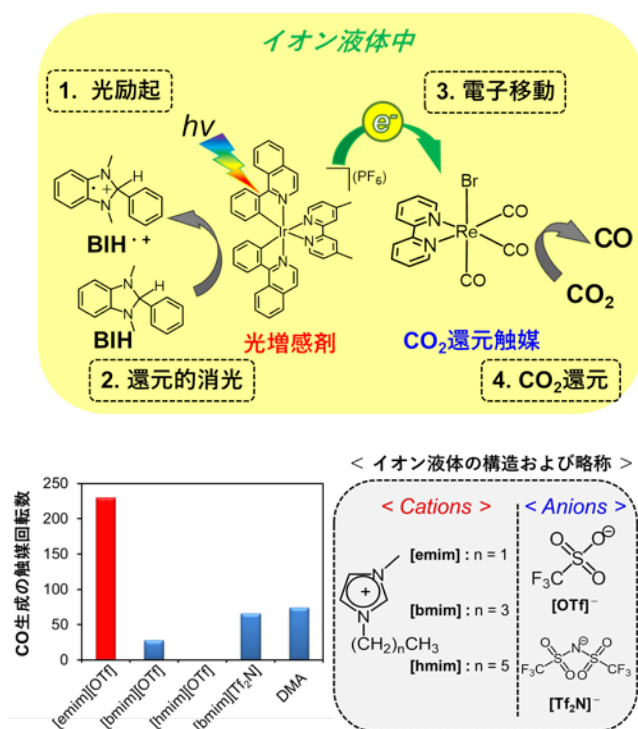 イオン液体中
1. 光励起
3. 電子移動
hν
e⁻
(PF6)
Br
N
H
N
BIH・+
Ir
N
N
N
N
N
N
Re
CO
CO
CO
CO
CO2
N
H
N
BIH
光増感剤
CO2還元触媒
2. 還元的消光
4. CO2還元
CO生成の触媒回転数
250
200
150
100
50
0
[emim][OTf]
[bmim][OTf]
[hmim][OTf]
[bmim][Tf2N]
DMA
< イオン液体の構造および略称 >
< Cations >
< Anions >
[emim] : n = 1
[bmim] : n = 3
[hmim] : n = 5
N
+
N
(CH2)nCH3
O
O⊖
S
F3C
O
[OTf]⁻
O
O
N⊖
S
S
F3C
O
O
CF3
[Tf2N]⁻